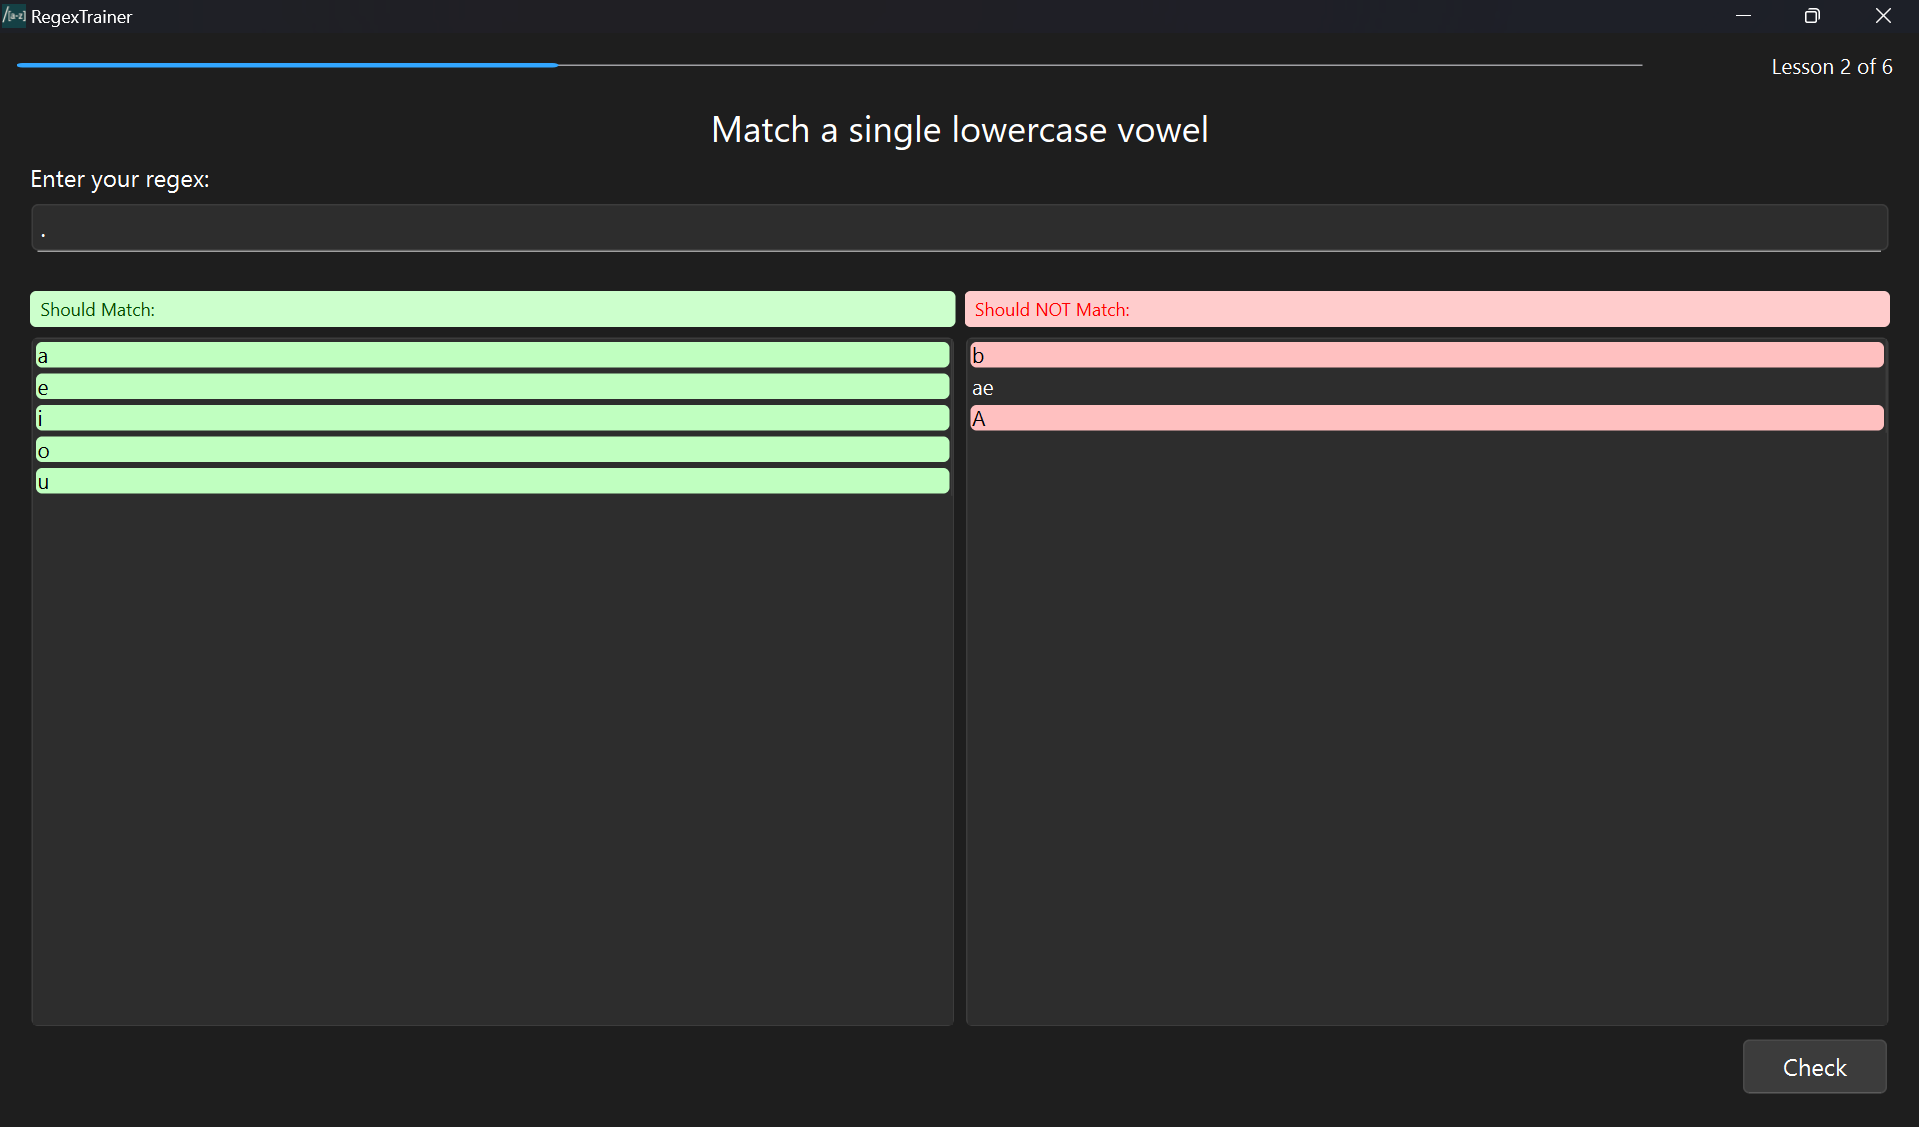 /[a-z] RegexTrainer
Lesson 2 of 6
Match a single lowercase vowel
Enter your regex:
.
Should Match:
a
e
i
o
u
Should NOT Match:
b
ae
A
Check